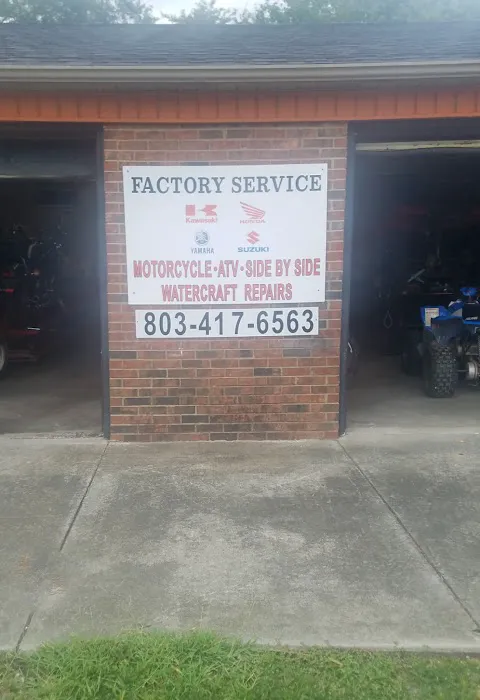 FACTORY SERVICE
Kawasaki HONDA
YAMAHA SUZUKI
MOTORCYCLE•ATV•SIDE BY SIDE
WATERCRAFT REPAIRS
803-417-6563